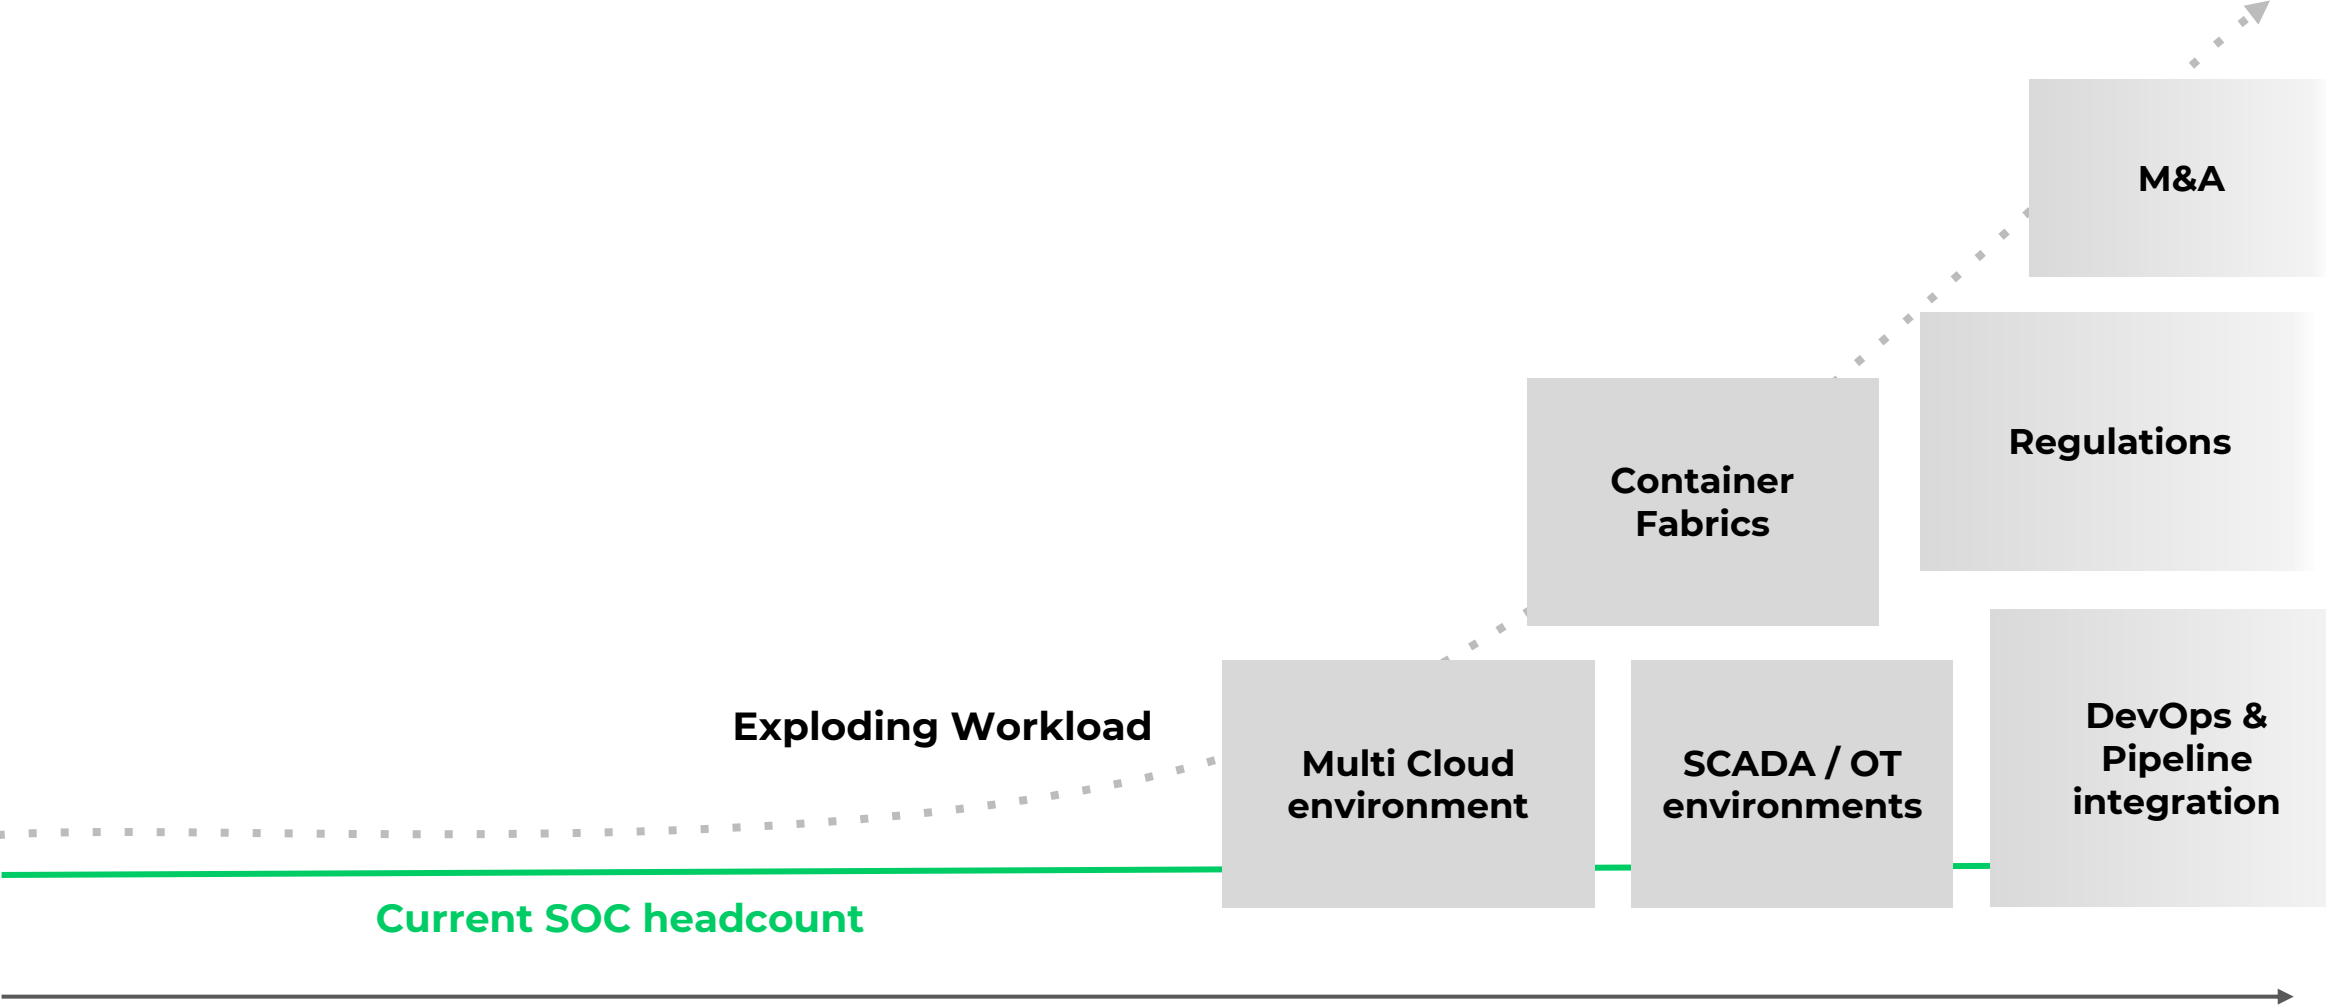 M&A
Regulations
Container
Fabrics
Exploding Workload
Multi Cloud
environment
SCADA / OT
environments
DevOps &
Pipeline
integration
Current SOC headcount